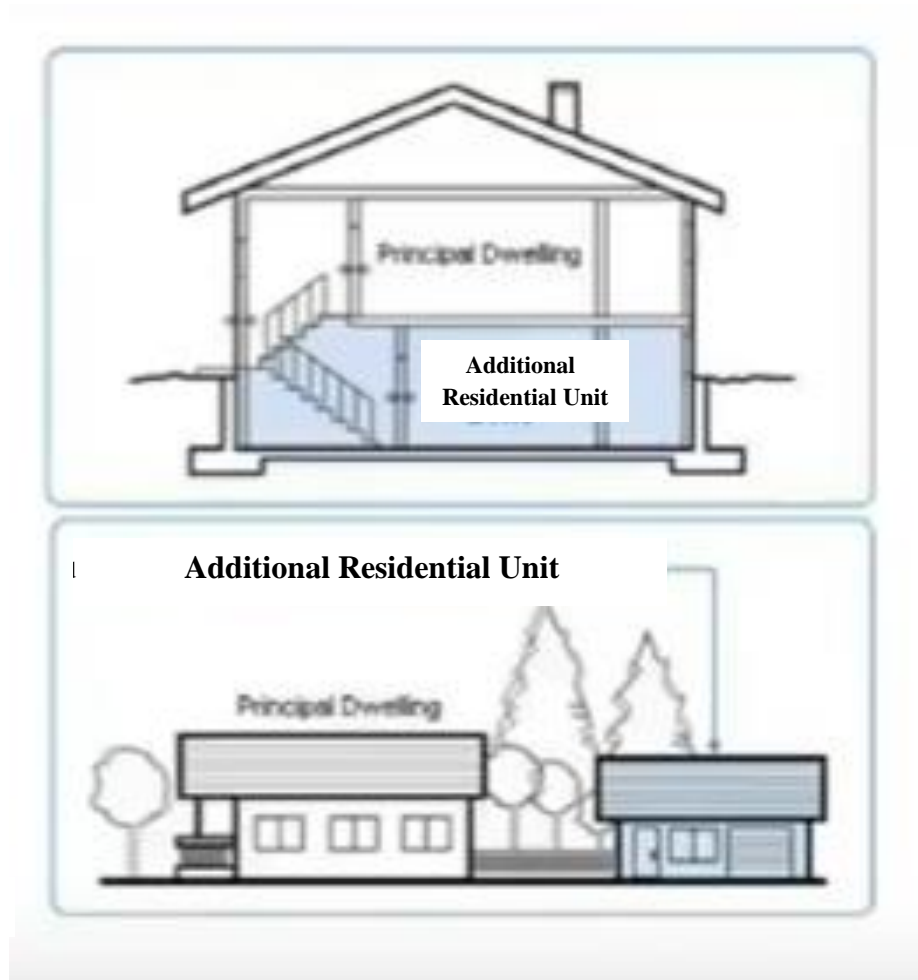 Principal Dwelling
Additional
Residential Unit
Additional Residential Unit
Principal Dwelling